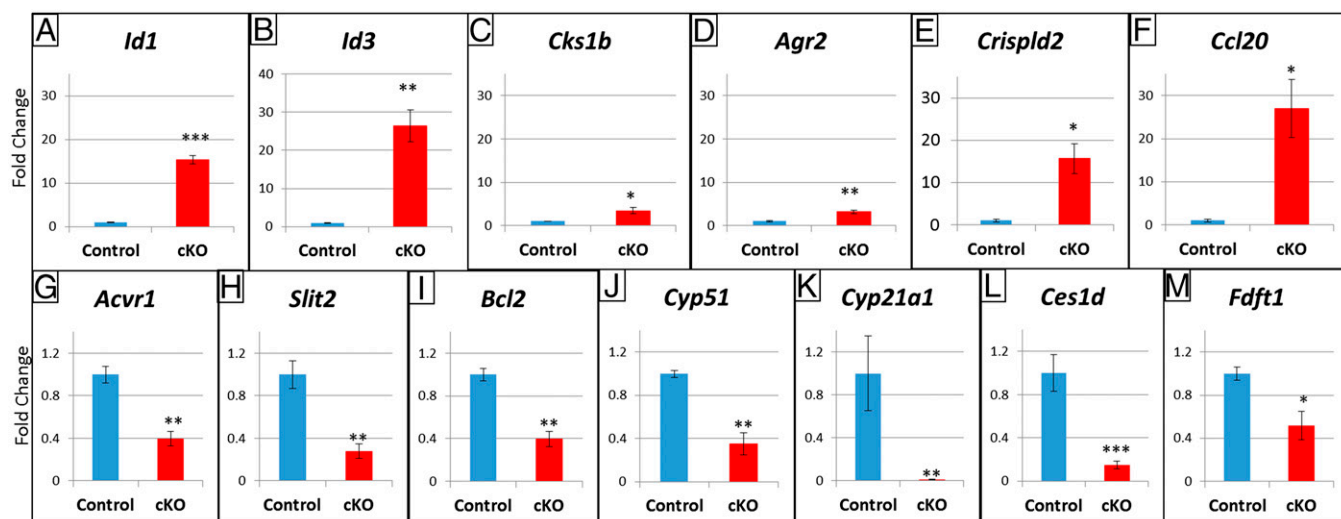 A Id1 B Id3 C Cks1b D Agr2 E Crispld2 F Ccl20
Fold Change
30 40 30 30 30 30
20 30 20 20 20 20
10 20 10 10 10 10
0 10 0 0 0 0
0
*** ** * ** * *
Control cKO Control cKO Control cKO Control cKO Control cKO Control cKO
G Acvr1 H Slit2 I Bcl2 J Cyp51 K Cyp21a1 L Ces1d M Fdft1
Fold Change
1.2 1.2 1.2 1.2 1.2 1.2 1.2
0.8 0.8 0.8 0.8 0.8 0.8 0.8
0.4 0.4 0.4 0.4 0.4 0.4 0.4
0 0 0 0 0 0 0
** ** ** ** ** *** *
Control cKO Control cKO Control cKO Control cKO Control cKO Control cKO Control cKO